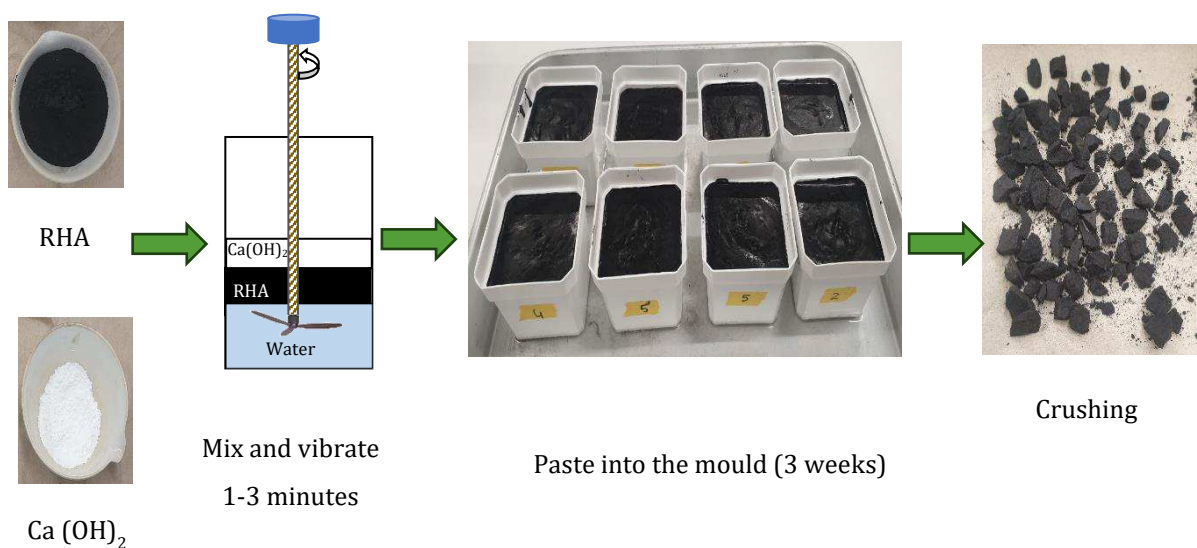 RHA
Ca (OH)₂
Ca(OH)₂
RHA
Water
Mix and vibrate
1-3 minutes
4
5
5
2
Paste into the mould (3 weeks)
Crushing